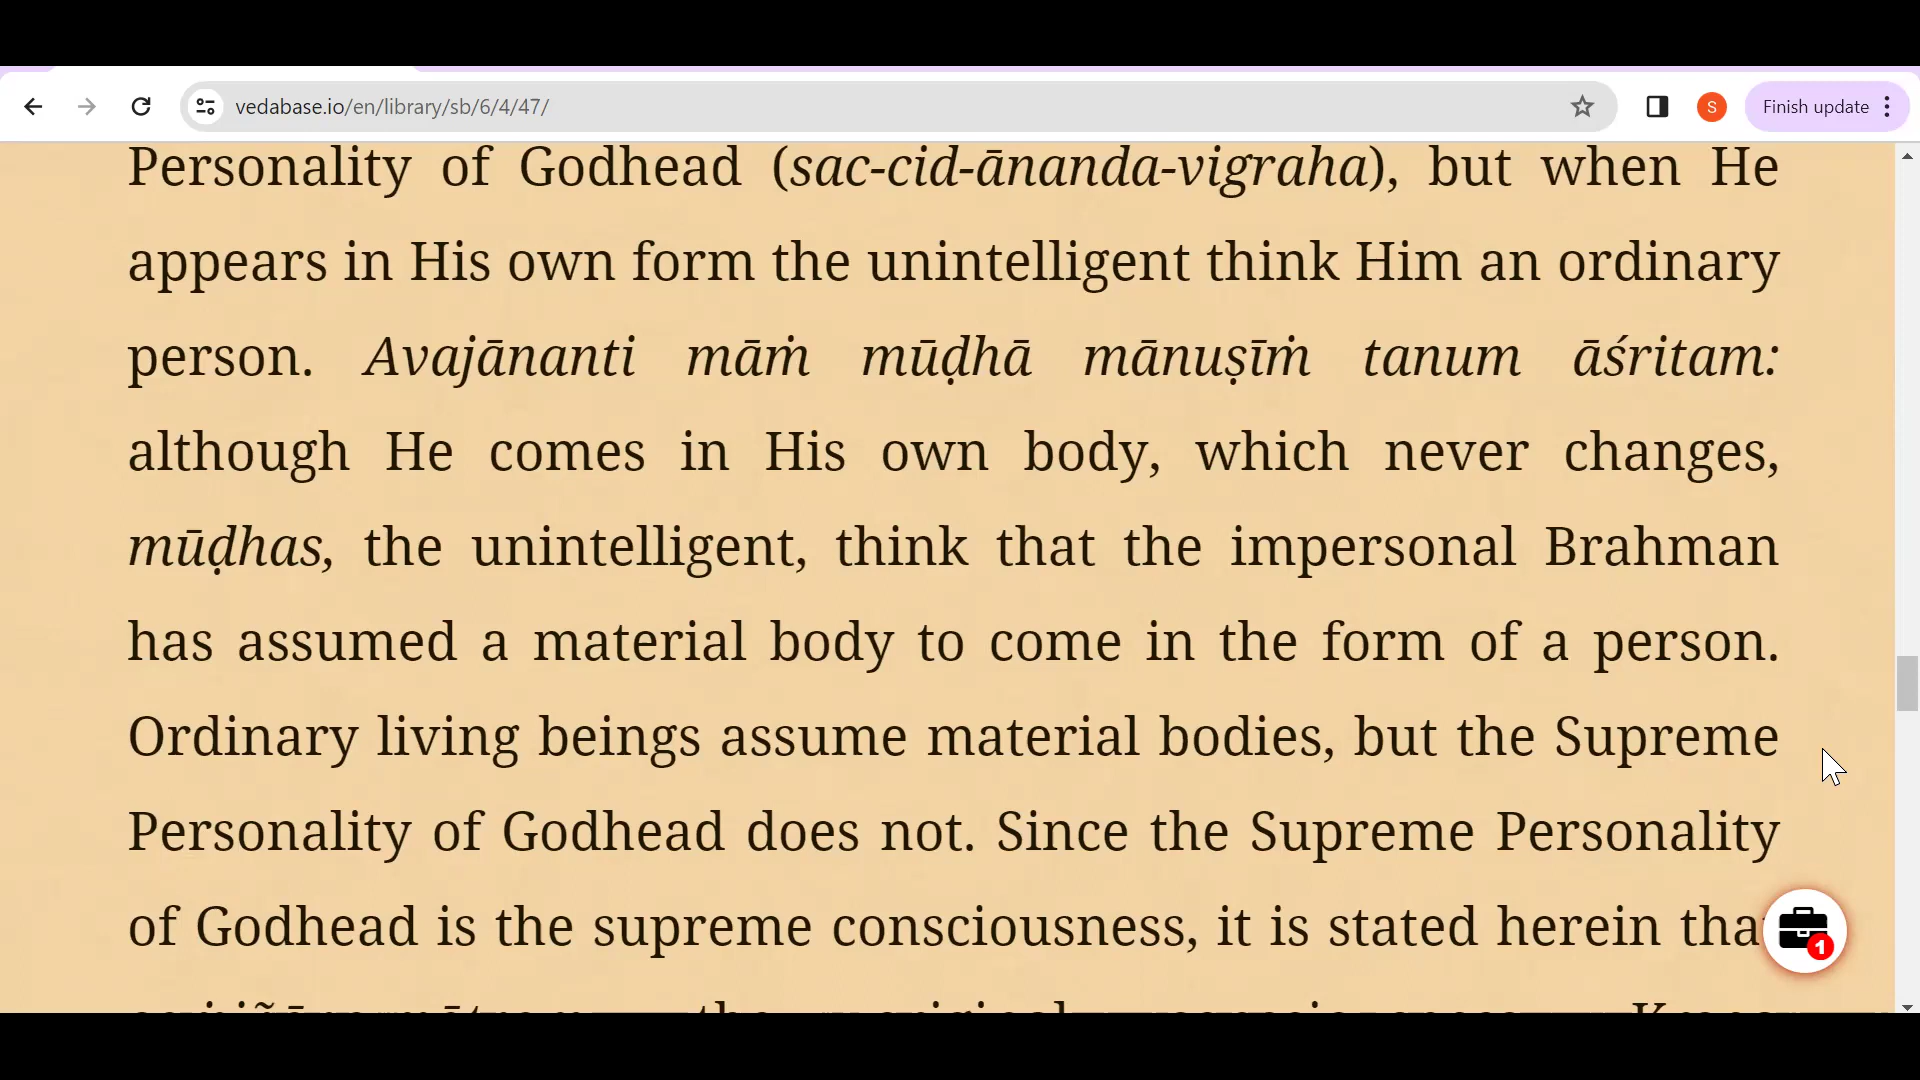 vedabase.io/en/library/sb/6/4/47/
S
Finish update
Personality of Godhead (sac-cid-ānanda-vigraha), but when He
appears in His own form the unintelligent think Him an ordinary
person. Avajānanti māṁ mūḍhā mānuṣīṁ tanum āśritam:
although He comes in His own body, which never changes,
mūḍhas, the unintelligent, think that the impersonal Brahman
has assumed a material body to come in the form of a person.
Ordinary living beings assume material bodies, but the Supreme
Personality of Godhead does not. Since the Supreme Personality
of Godhead is the supreme consciousness, it is stated herein tha
1